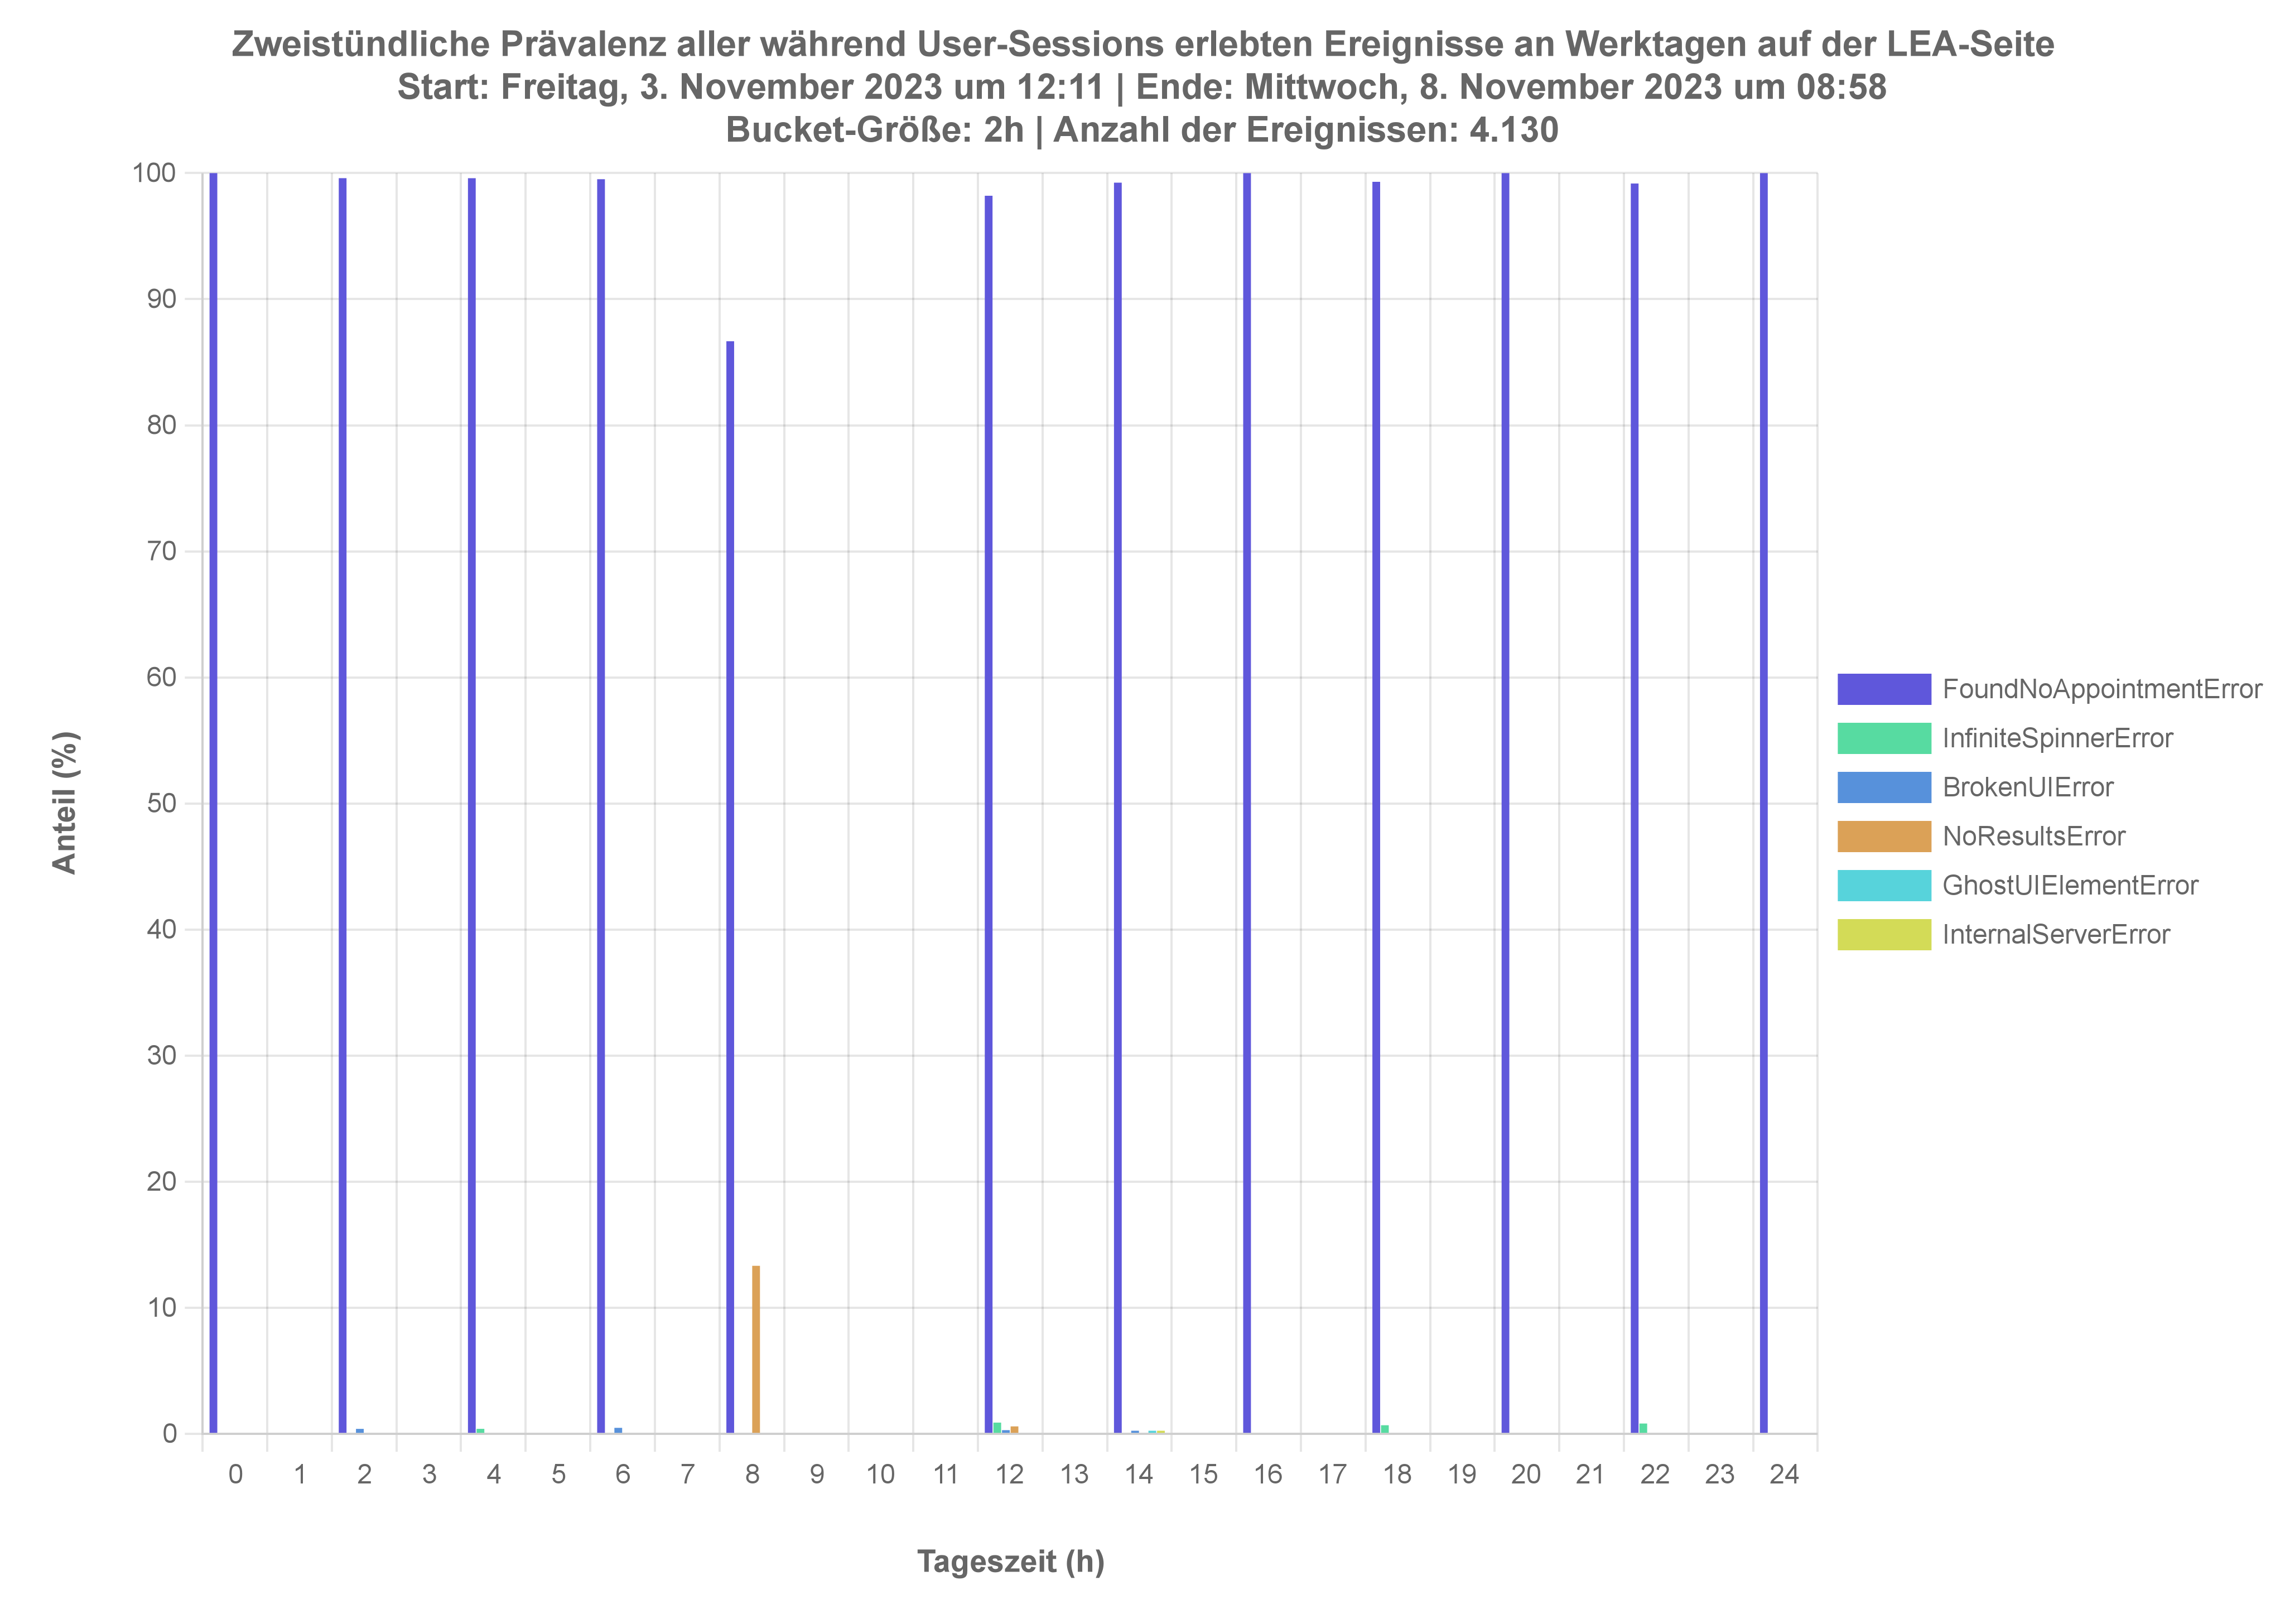 Zweistündliche Prävalenz aller während User-Sessions erlebten Ereignisse an Werktagen auf der LEA-Seite
Start: Freitag, 3. November 2023 um 12:11 | Ende: Mittwoch, 8. November 2023 um 08:58
Bucket-Größe: 2h | Anzahl der Ereignissen: 4.130
100
90
80
70
60
50
40
30
20
10
0
Anteil (%)
0 1 2 3 4 5 6 7 8 9 10 11 12 13 14 15 16 17 18 19 20 21 22 23 24
Tageszeit (h)
FoundNoAppointmentError
InfiniteSpinnerError
BrokenUIError
NoResultsError
GhostUIElementError
InternalServerError